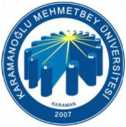 KARAMANOĞLU MEHMETBEY ÜNİVERSİTESİ
KARAMAN
2007